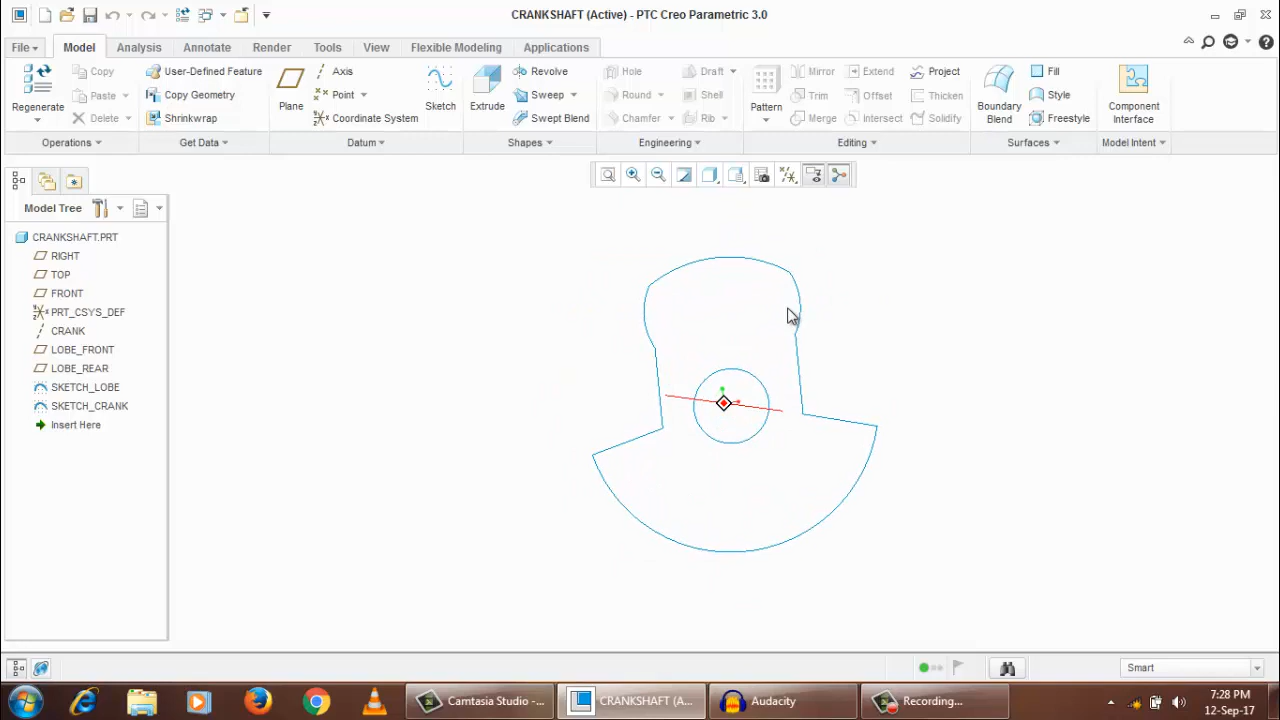 CRANKSHAFT (Active) - PTC Creo Parametric 3.0
File Model Analysis Annotate Render Tools View Flexible Modeling Applications
Regenerate
Copy
Paste
Delete
Operations
User-Defined Feature
Copy Geometry
Shrinkwrap
Get Data
Plane
Axis
Point
Coordinate System
Sketch
Datum
Extrude
Revolve
Sweep
Swept Blend
Shapes
Hole
Round
Chamfer
Draft
Shell
Rib
Engineering
Pattern
Mirror
Trim
Merge
Extend
Offset
Intersect
Project
Thicken
Solidify
Editing
Boundary
Blend
Fill
Style
Freestyle
Surfaces
Component
Interface
Model Intent
Model Tree
CRANKSHAFT.PRT
RIGHT
TOP
FRONT
PRT_CSYS_DEF
CRANK
LOBE_FRONT
LOBE_REAR
SKETCH_LOBE
SKETCH_CRANK
Insert Here
Smart
Camtasia Studio -...
CRANKSHAFT (A...
Audacity
Recording...
7:28 PM
12-Sep-17